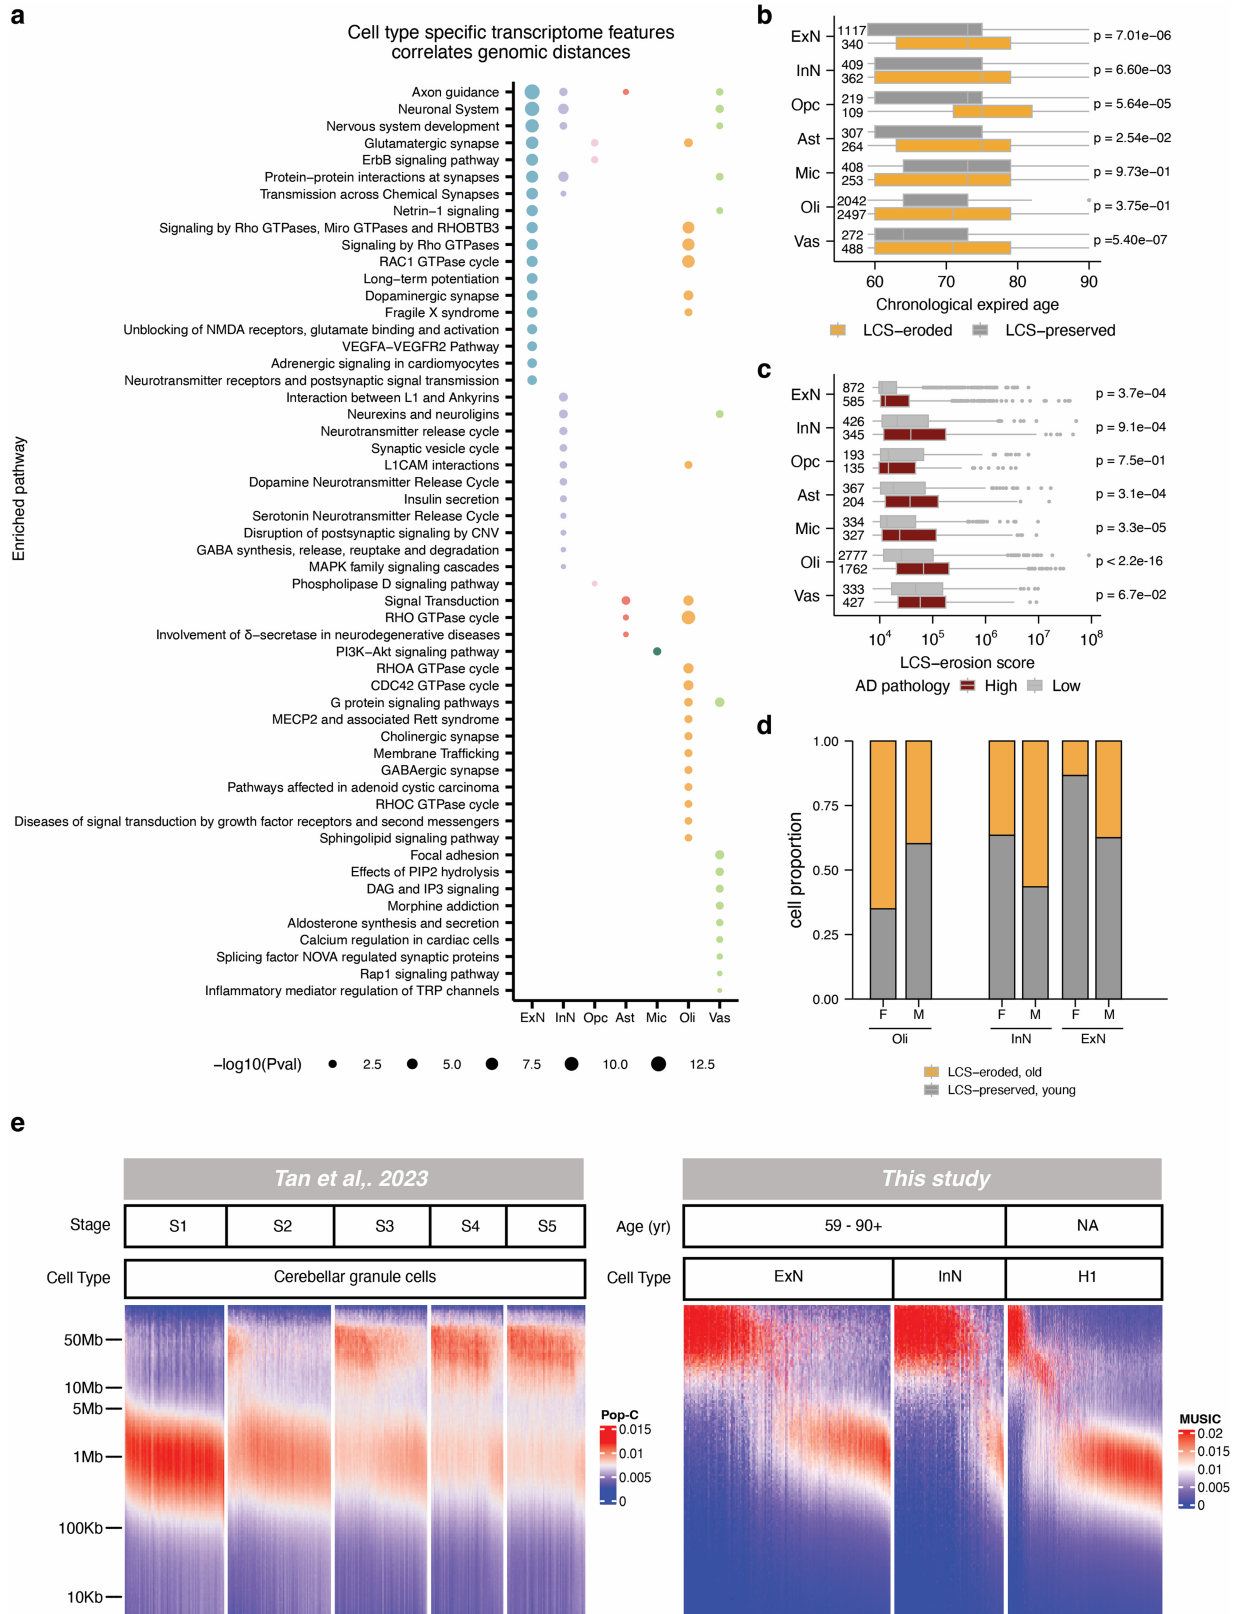 a
Cell type specific transcriptome features
correlates genomic distances
Enriched pathway
Axon guidance
Neuronal System
Nervous system development
Glutamatergic synapse
ErbB signaling pathway
Protein−protein interactions at synapses
Transmission across Chemical Synapses
Netrin−1 signaling
Signaling by Rho GTPases, Miro GTPases and RHOBTB3
Signaling by Rho GTPases
RAC1 GTPase cycle
Long−term potentiation
Dopaminergic synapse
Fragile X syndrome
Unblocking of NMDA receptors, glutamate binding and activation
VEGFA−VEGFR2 Pathway
Adrenergic signaling in cardiomyocytes
Neurotransmitter receptors and postsynaptic signal transmission
Interaction between L1 and Ankyrins
Neurexins and neuroligins
Neurotransmitter release cycle
Synaptic vesicle cycle
L1CAM interactions
Dopamine Neurotransmitter Release Cycle
Insulin secretion
Serotonin Neurotransmitter Release Cycle
Disruption of postsynaptic signaling by CNV
GABA synthesis, release, reuptake and degradation
MAPK family signaling cascades
Phospholipase D signaling pathway
Signal Transduction
RHO GTPase cycle
Involvement of δ−secretase in neurodegenerative diseases
PI3K−Akt signaling pathway
RHOA GTPase cycle
CDC42 GTPase cycle
G protein signaling pathways
MECP2 and associated Rett syndrome
Cholinergic synapse
Membrane Trafficking
GABAergic synapse
Pathways affected in adenoid cystic carcinoma
RHOC GTPase cycle
Diseases of signal transduction by growth factor receptors and second messengers
Sphingolipid signaling pathway
Focal adhesion
Effects of PIP2 hydrolysis
DAG and IP3 signaling
Morphine addiction
Aldosterone synthesis and secretion
Calcium regulation in cardiac cells
Splicing factor NOVA regulated synaptic proteins
Rap1 signaling pathway
Inflammatory mediator regulation of TRP channels
ExN InN Opc Ast Mic Oli Vas
−log10(Pval) 2.5 5.0 7.5 10.0 12.5
b
ExN 1117 340 p = 7.01e−06
InN 409 362 p = 6.60e−03
Opc 219 109 p = 5.64e−05
Ast 307 264 p = 2.54e−02
Mic 408 253 p = 9.73e−01
Oli 2042 2497 p = 3.75e−01
Vas 272 488 p =5.40e−07
60 70 80 90
Chronological expired age
LCS−eroded LCS−preserved
c
ExN 872 585 p = 3.7e−04
InN 426 345 p = 9.1e−04
Opc 193 135 p = 7.5e−01
Ast 367 204 p = 3.1e−04
Mic 334 327 p = 3.3e−05
Oli 2777 1762 p < 2.2e-16
Vas 333 427 p = 6.7e−02
10^4 10^5 10^6 10^7 10^8
LCS−erosion score
AD pathology High Low
d
cell proportion
1.00
0.75
0.50
0.25
0.00
F M F M F M
Oli InN ExN
LCS−eroded, old
LCS−preserved, young
e
Tan et al,. 2023
Stage S1 S2 S3 S4 S5
Cell Type Cerebellar granule cells
50Mb
10Mb
5Mb
1Mb
100Kb
10Kb
Pop-C
0.015
0.01
0.005
0
This study
Age (yr) 59 - 90+ NA
Cell Type ExN InN H1
MUSIC
0.02
0.015
0.01
0.005
0